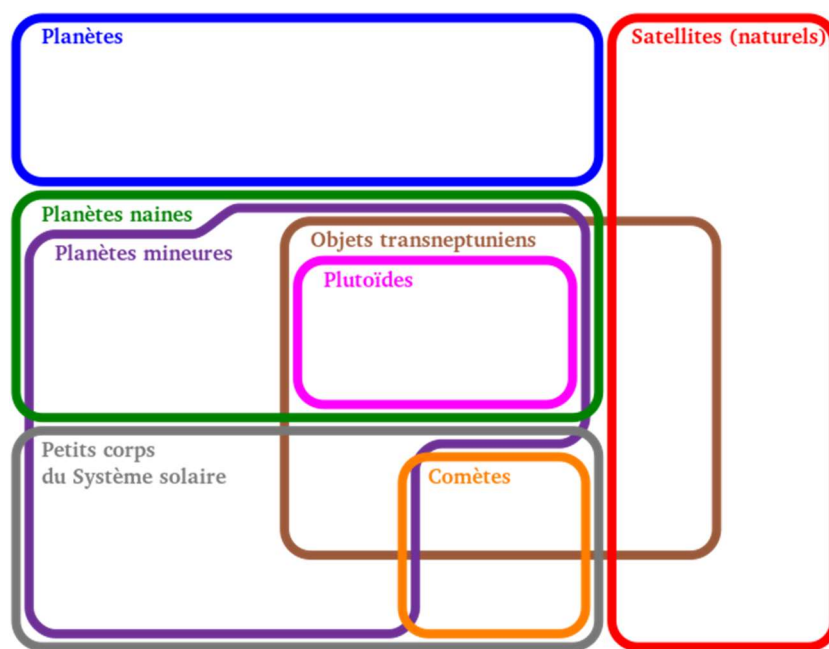 Planètes
Satellites (naturels)
Planètes naines
Objets transneptuniens
Planètes mineures
Plutoïdes
Petits corps
du Système solaire
Comètes